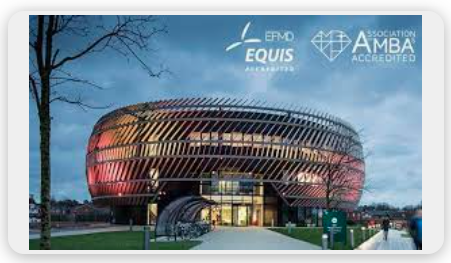 EFMD
EQUIS
ACCREDITED
ASSOCIATION
AMBA
ACCREDITED